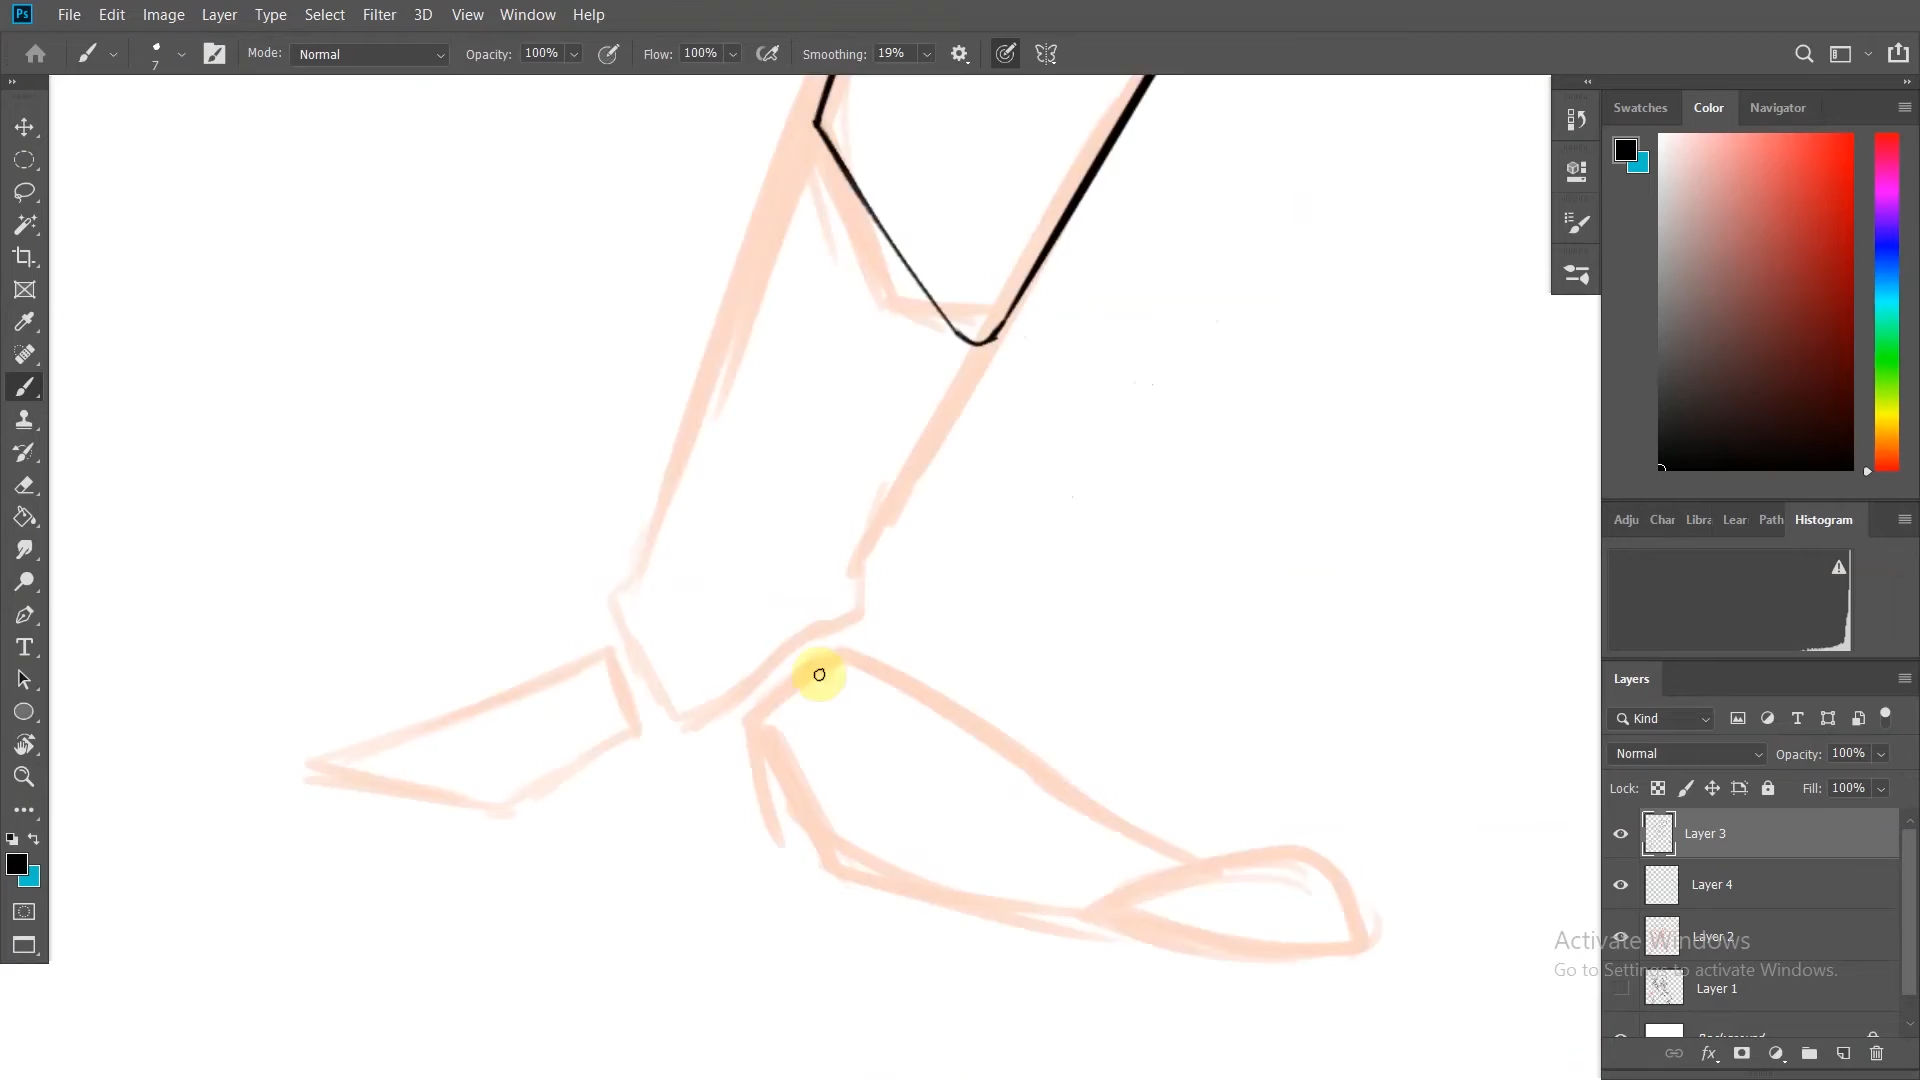 Ps File Edit Image Layer Type Select Filter 3D View Window Help
7 Mode: Normal Opacity: 100% Flow: 100% Smoothing: 19%
Swatches Color Navigator
Adju Char Libra Lear Path Histogram
Layers
Kind
Normal Opacity: 100%
Lock: Fill: 100%
Layer 3
Layer 4
Layer 2
Activate Windows
Go to Settings to activate Windows.
Layer 1
Background
fx